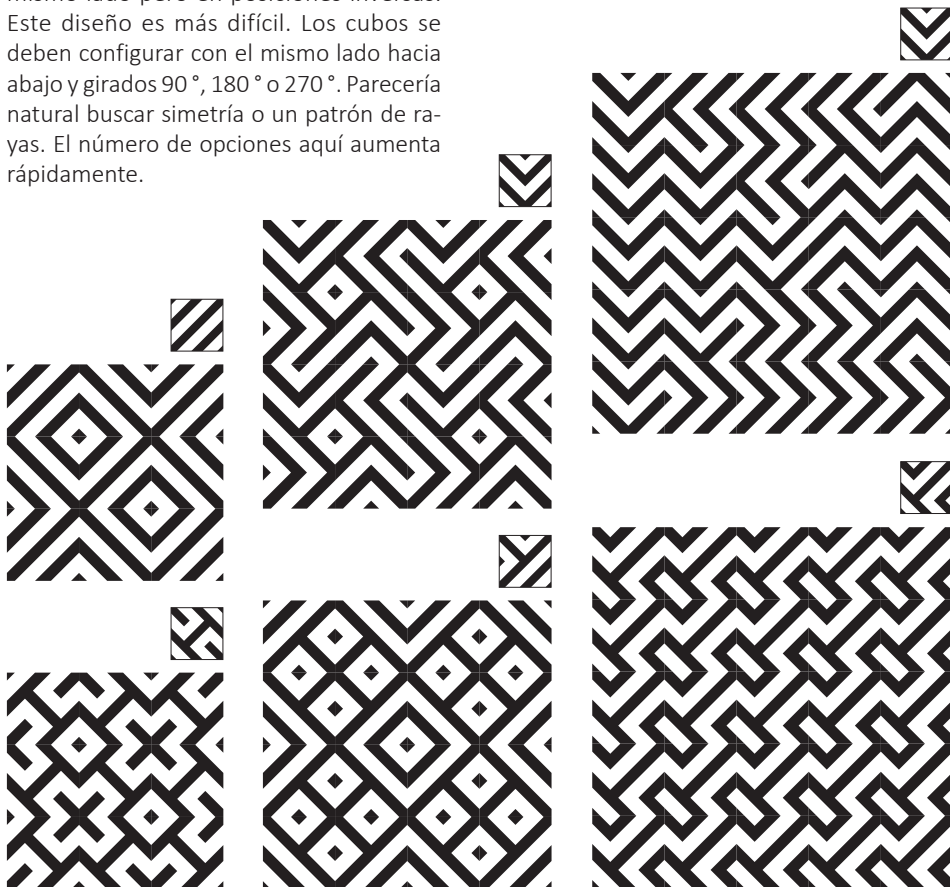 mismo lado pero en posiciones inversas.
Este diseño es más difícil. Los cubos se
deben configurar con el mismo lado hacia
abajo y girados 90 °, 180 ° o 270 °. Parecería
natural buscar simetría o un patrón de ra-
yas. El número de opciones aquí aumenta
rápidamente.